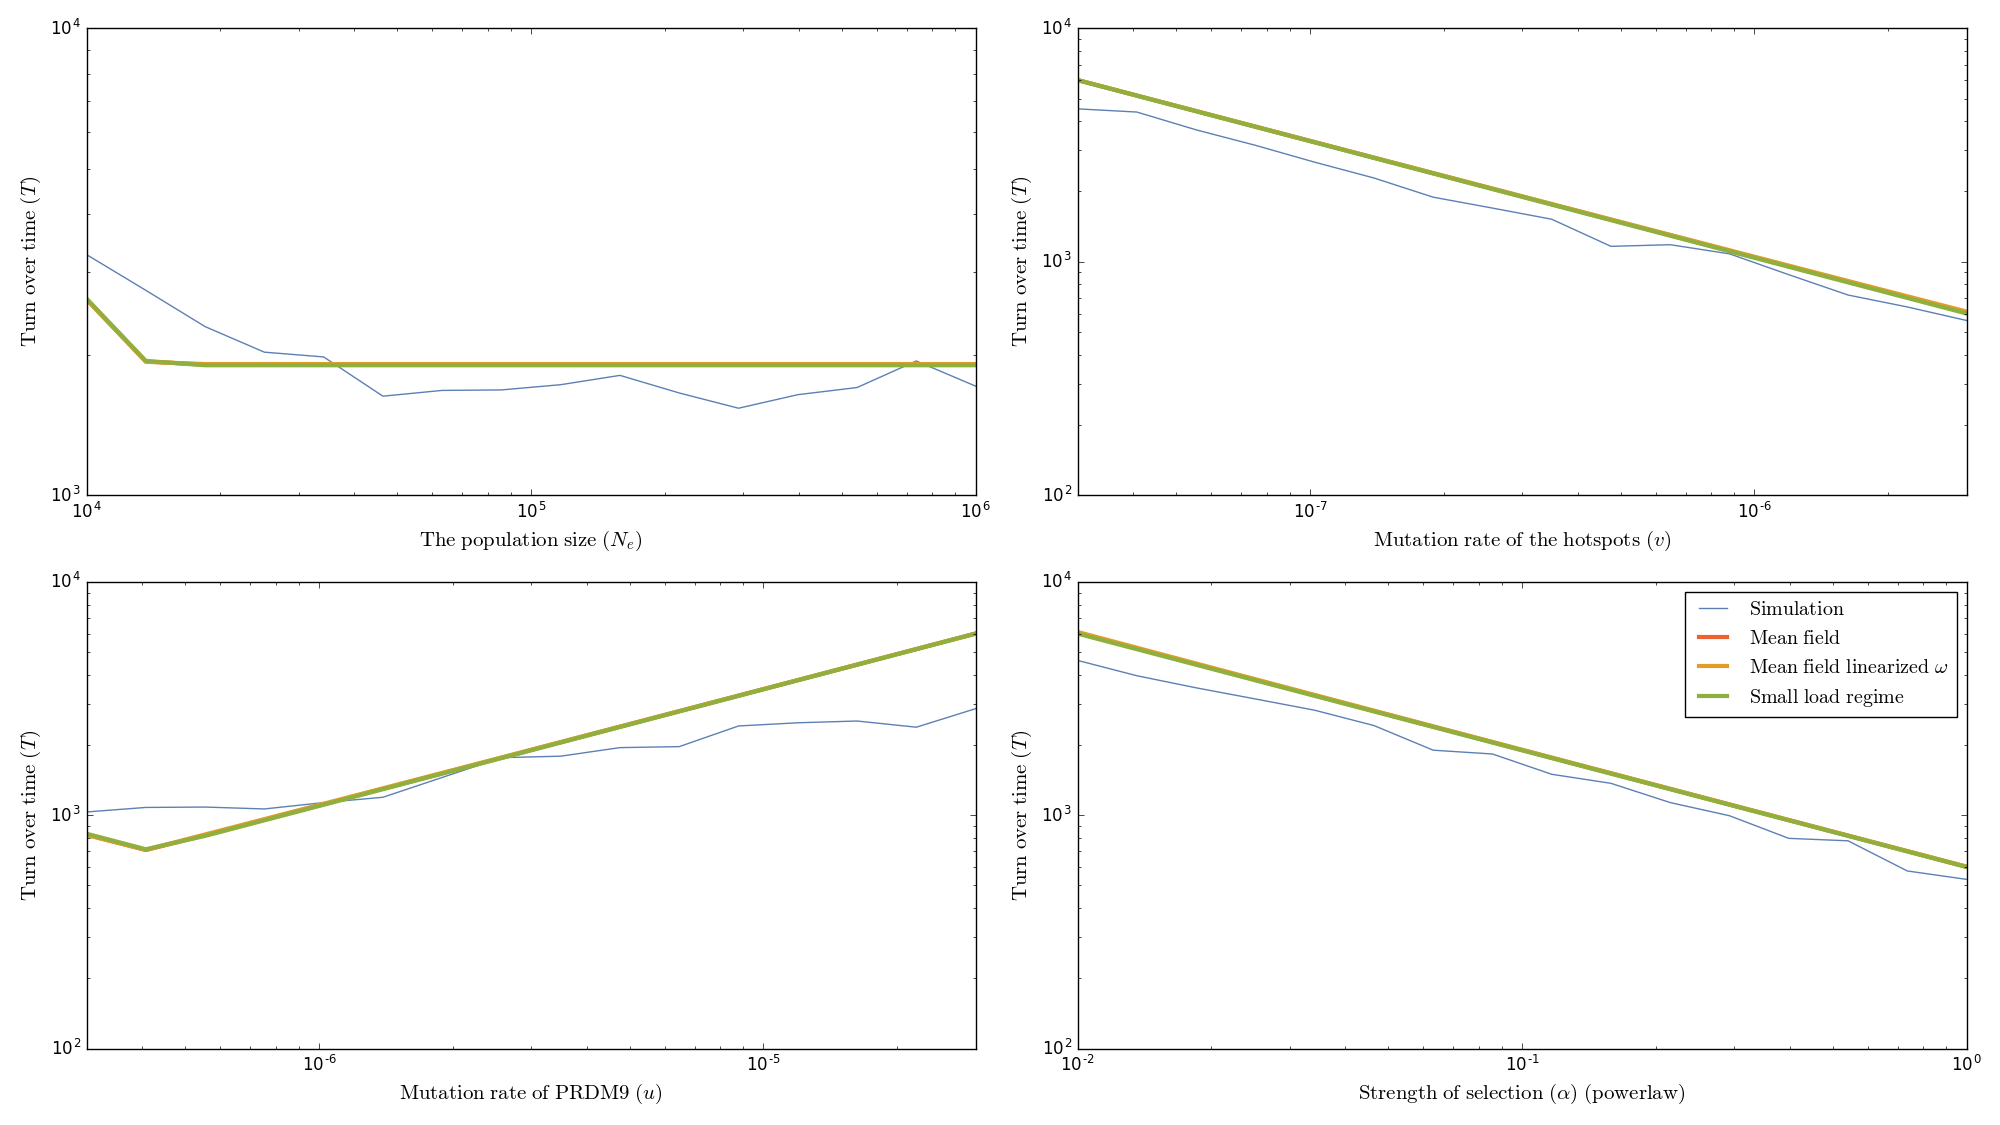 10^4
10^3
10^4 10^5 10^6
Turn over time (T)
The population size (N_e)
10^4
10^3
10^2
10^-7 10^-6
Turn over time (T)
Mutation rate of the hotspots (v)
10^4
10^3
10^2
10^-6 10^-5
Turn over time (T)
Mutation rate of PRDM9 (u)
10^4
10^3
10^2
10^-2 10^-1 10^0
Turn over time (T)
Strength of selection (α) (powerlaw)
Simulation
Mean field
Mean field linearized ω
Small load regime